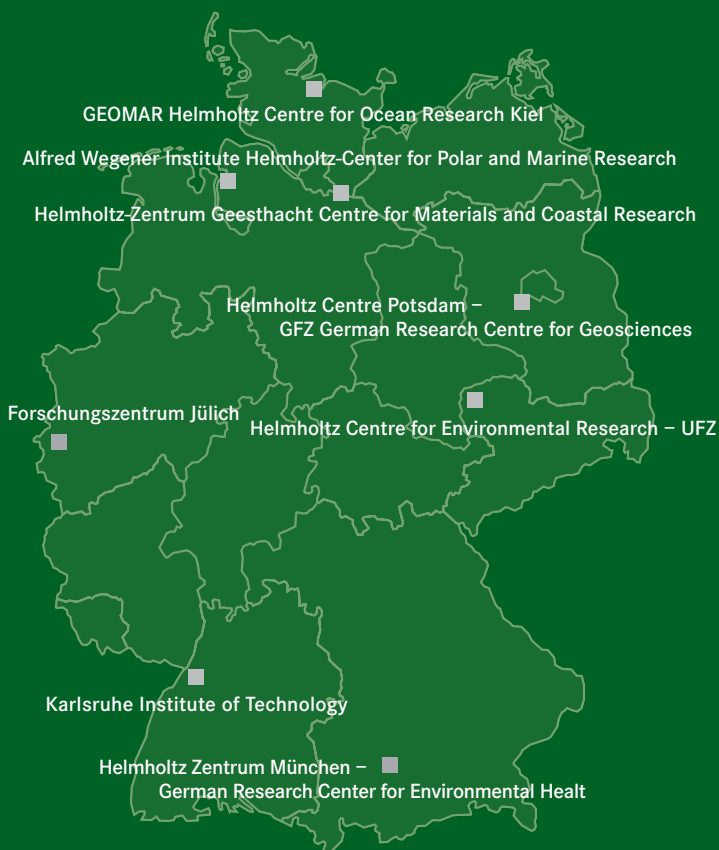 GEOMAR Helmholtz Centre for Ocean Research Kiel
Alfred Wegener Institute Helmholtz-Center for Polar and Marine Research
Helmholtz-Zentrum Geesthacht Centre for Materials and Coastal Research
Helmholtz Centre Potsdam –
GFZ German Research Centre for Geosciences
Forschungszentrum Jülich
Helmholtz Centre for Environmental Research – UFZ
Karlsruhe Institute of Technology
Helmholtz Zentrum München –
German Research Center for Environmental Healt